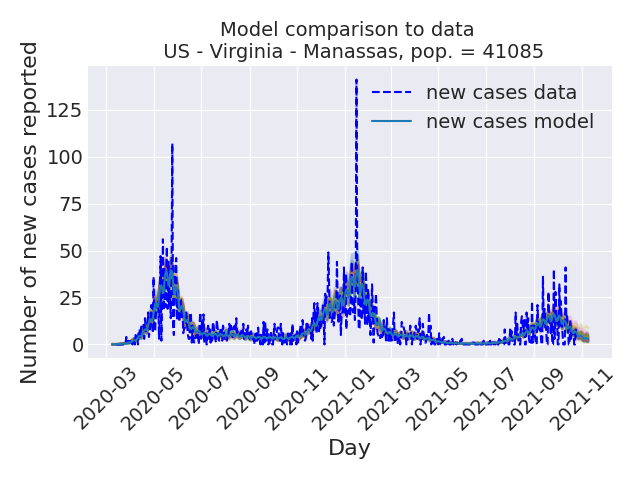 Model comparison to data
US - Virginia - Manassas, pop. = 41085
Number of new cases reported
125
100
75
50
25
0
new cases data
new cases model
2020-03
2020-05
2020-07
2020-09
2020-11
2021-01
2021-03
2021-05
2021-07
2021-09
2021-11
Day